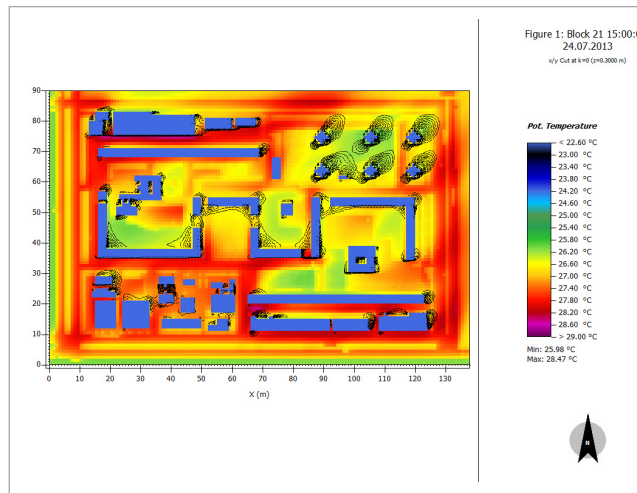 Figure 1: Block 21 15:00:0
24.07.2013
x/y Cut at k=0 (z=0.3000 m)
90
80
70
60
50
40
30
20
10
0
0 10 20 30 40 50 60 70 80 90 100 110 120 130
X (m)
Pot. Temperature
< 22.60 °C
23.00 °C
23.40 °C
23.80 °C
24.20 °C
24.60 °C
25.00 °C
25.40 °C
25.80 °C
26.20 °C
26.60 °C
27.00 °C
27.40 °C
27.80 °C
28.20 °C
28.60 °C
> 29.00 °C
Min: 25.98 °C
Max: 28.47 °C
N